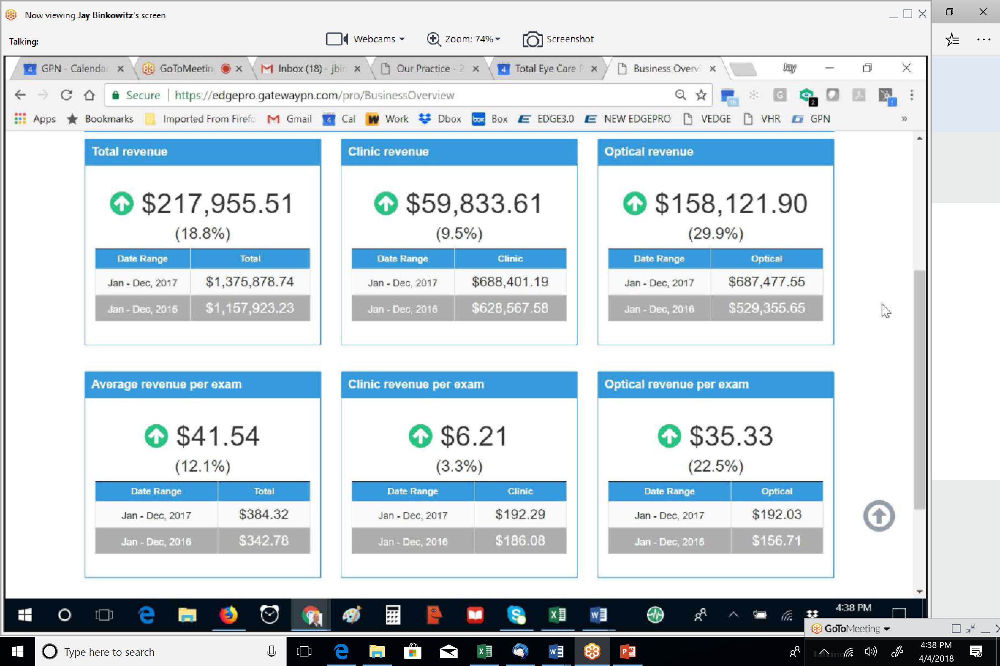 Now viewing Jay Binkowitz's screen
Talking:
Webcams
Zoom: 74%
Screenshot
GPN - Calendar
GoToMeeting
Inbox (18) - jbin
Our Practice - 2
Total Eye Care P
Business Overvi
Jay
Secure
https://edgepro.gatewaypn.com/pro/BusinessOverview
1h
G
2
Apps
Bookmarks
Imported From Firefo
Gmail
4 Cal
Work
Dbox
box Box
EDGE3.0
NEW EDGEPRO
VEDGE
VHR
GPN
»
Total revenue
$217,955.51
(18.8%)
Date Range Total
Jan - Dec, 2017 $1,375,878.74
Jan - Dec, 2016 $1,157,923.23
Clinic revenue
$59,833.61
(9.5%)
Date Range Clinic
Jan - Dec, 2017 $688,401.19
Jan - Dec, 2016 $628,567.58
Optical revenue
$158,121.90
(29.9%)
Date Range Optical
Jan - Dec, 2017 $687,477.55
Jan - Dec, 2016 $529,355.65
Average revenue per exam
$41.54
(12.1%)
Date Range Total
Jan - Dec, 2017 $384.32
Jan - Dec, 2016 $342.78
Clinic revenue per exam
$6.21
(3.3%)
Date Range Clinic
Jan - Dec, 2017 $192.29
Jan - Dec, 2016 $186.08
Optical revenue per exam
$35.33
(22.5%)
Date Range Optical
Jan - Dec, 2017 $192.03
Jan - Dec, 2016 $156.71
4:38 PM
GoToMeeting
Type here to search
Talking
4:38 PM
4/4/2018